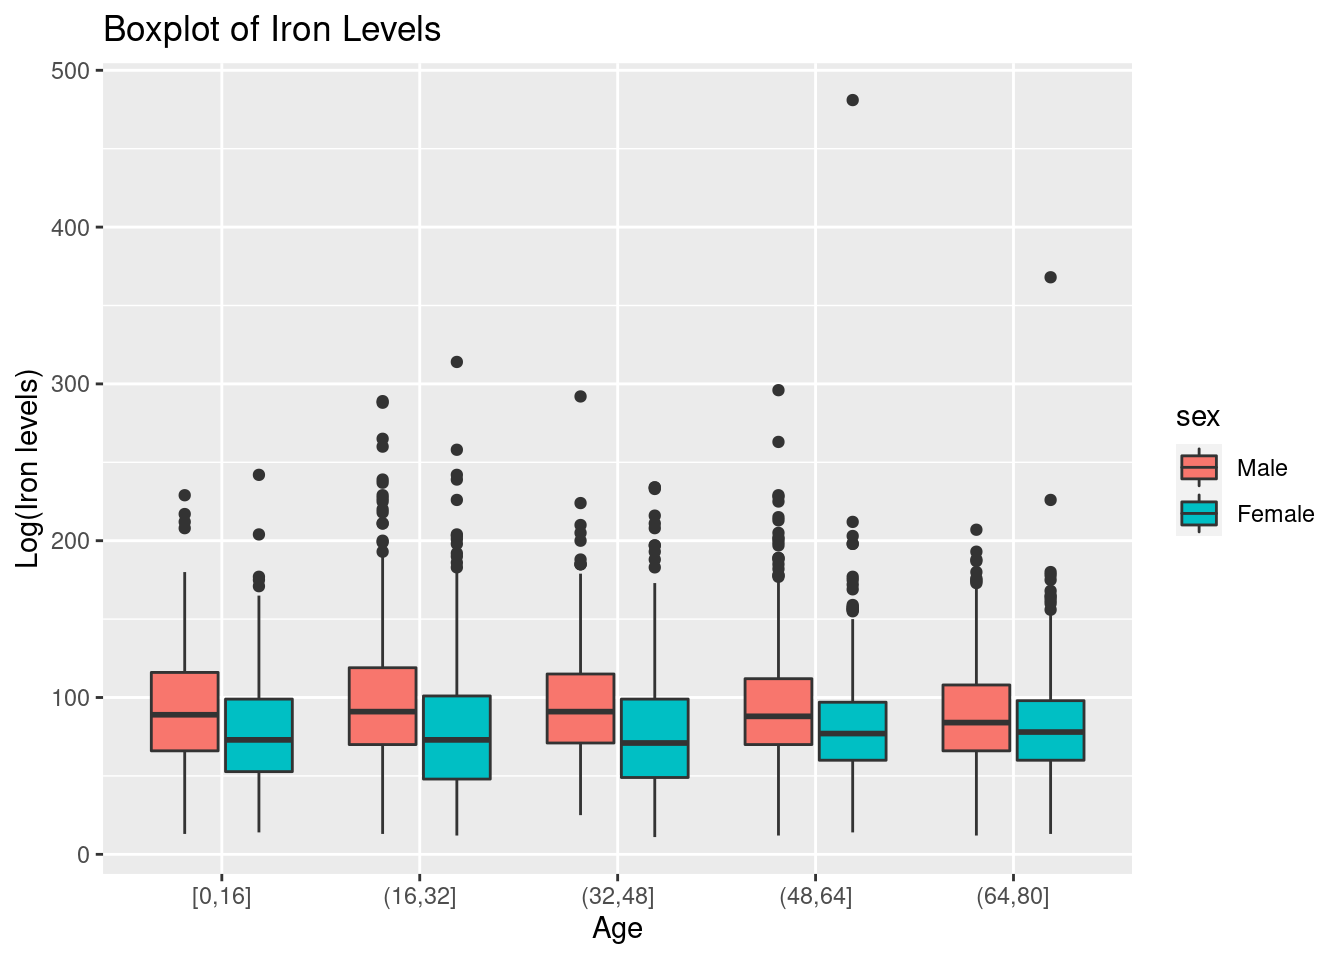 Boxplot of Iron Levels
500
400
300
200
100
0
Log(Iron levels)
[0,16]
(16,32]
(32,48]
(48,64]
(64,80]
Age
sex
Male
Female